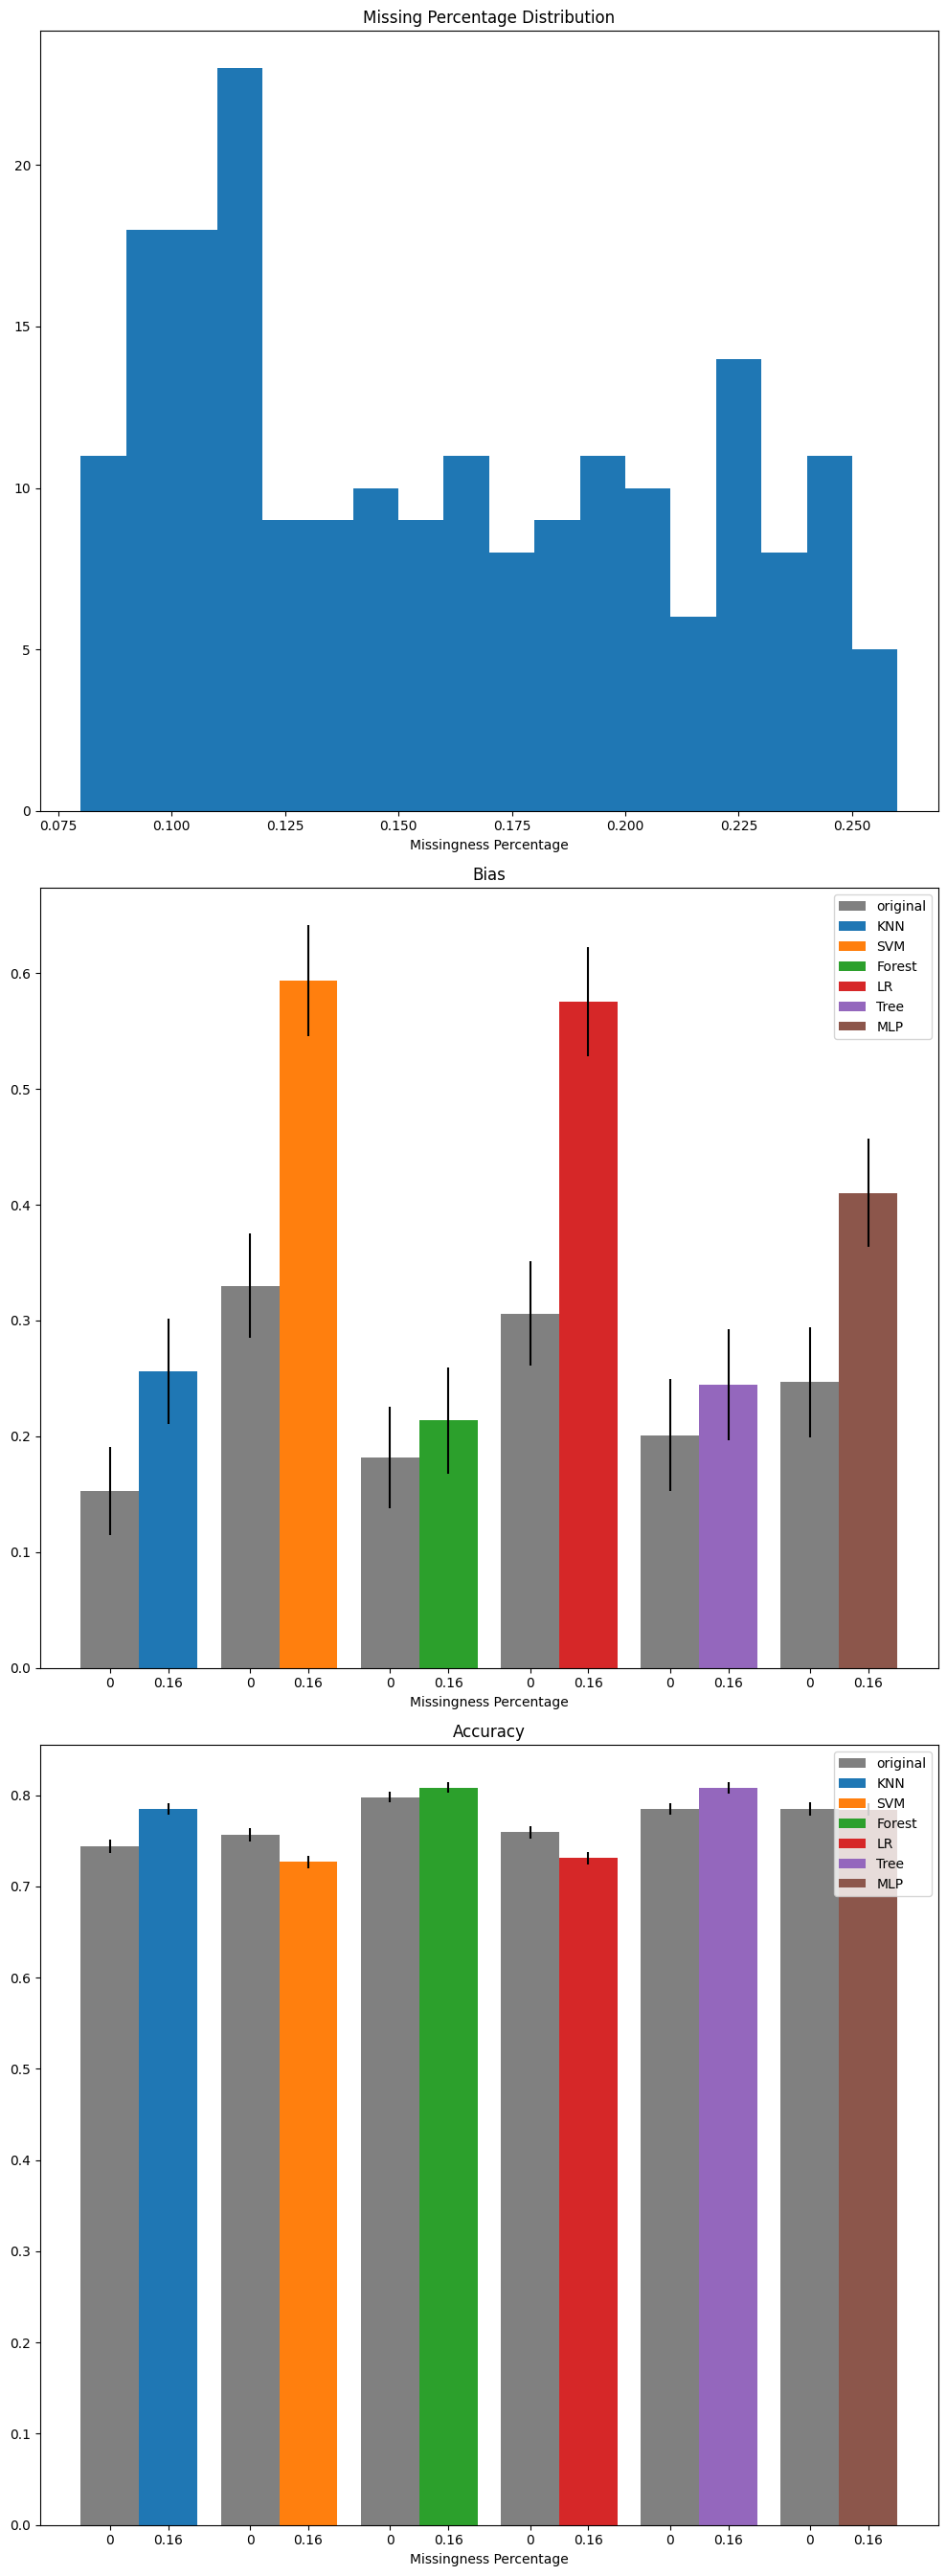 Missing Percentage Distribution
20
15
10
5
0
0.075 0.100 0.125 0.150 0.175 0.200 0.225 0.250
Missingness Percentage
Bias
original
KNN
SVM
Forest
LR
Tree
MLP
0.6
0.5
0.4
0.3
0.2
0.1
0.0
0 0.16 0 0.16 0 0.16 0 0.16 0 0.16 0 0.16
Missingness Percentage
Accuracy
original
KNN
SVM
Forest
LR
Tree
MLP
0.8
0.7
0.6
0.5
0.4
0.3
0.2
0.1
0.0
0 0.16 0 0.16 0 0.16 0 0.16 0 0.16 0 0.16
Missingness Percentage